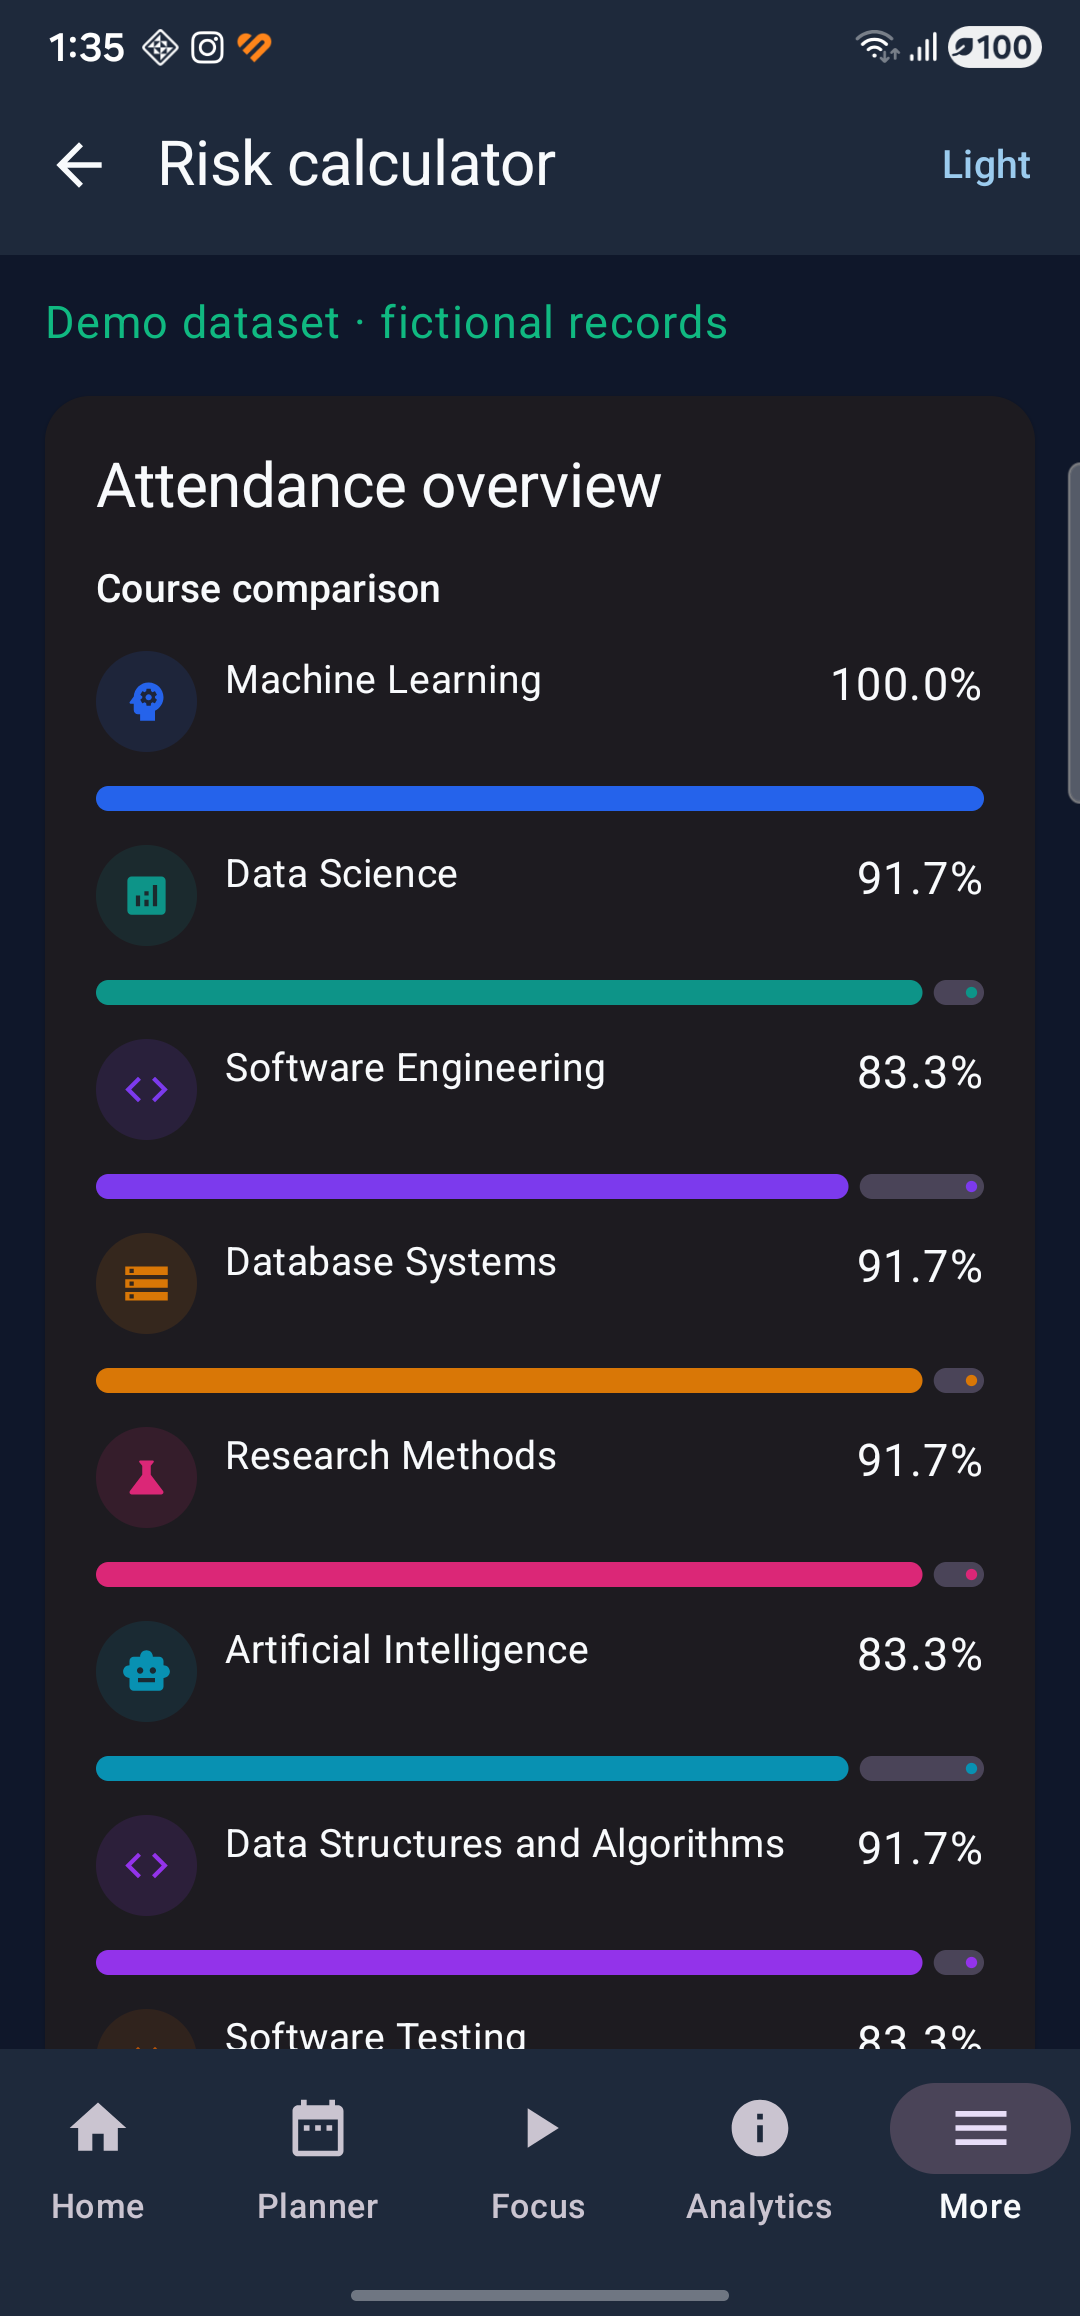 1:35
100
Risk calculator
Light
Demo dataset · fictional records
Attendance overview
Course comparison
Machine Learning 100.0%
Data Science 91.7%
Software Engineering 83.3%
Database Systems 91.7%
Research Methods 91.7%
Artificial Intelligence 83.3%
Data Structures and Algorithms 91.7%
Software Testing 83.3%
Home Planner Focus Analytics More